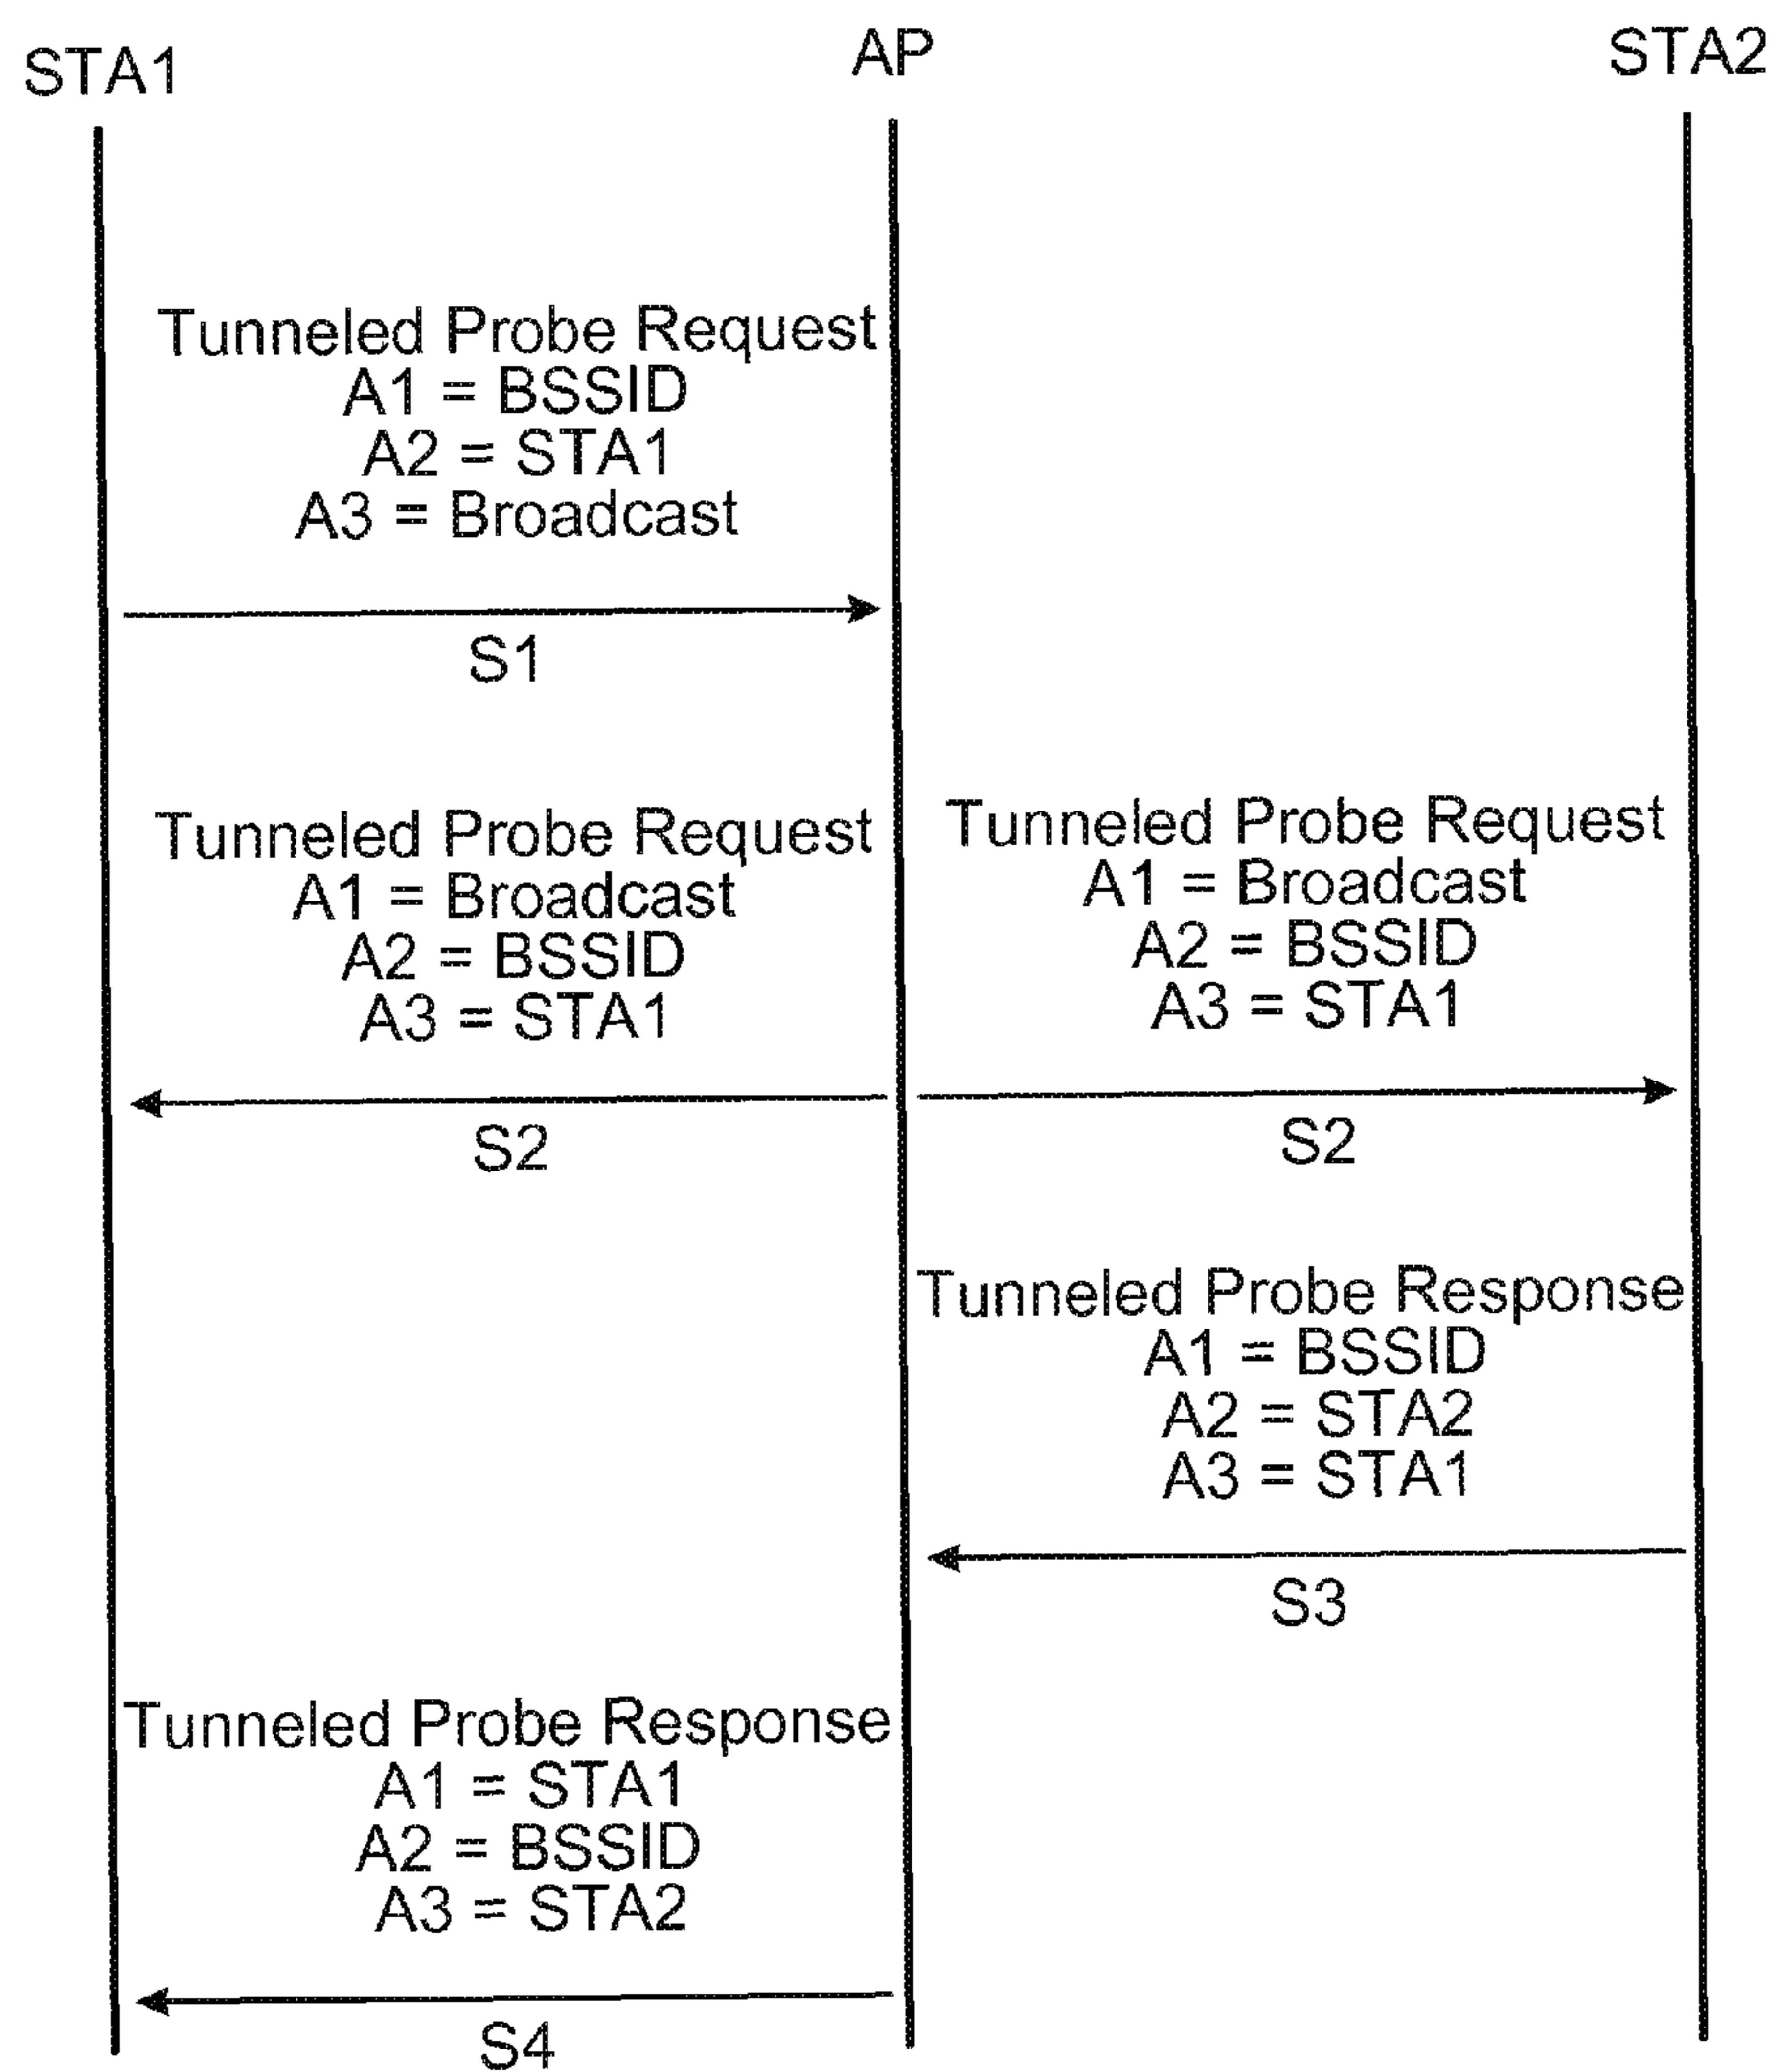 STA1
AP
STA2
Tunneled Probe Request
A1 = BSSID
A2 = STA1
A3 = Broadcast
S1
Tunneled Probe Request
A1 = Broadcast
A2 = BSSID
A3 = STA1
S2
Tunneled Probe Request
A1 = Broadcast
A2 = BSSID
A3 = STA1
S2
Tunneled Probe Response
A1 = BSSID
A2 = STA2
A3 = STA1
S3
Tunneled Probe Response
A1 = STA1
A2 = BSSID
A3 = STA2
S4